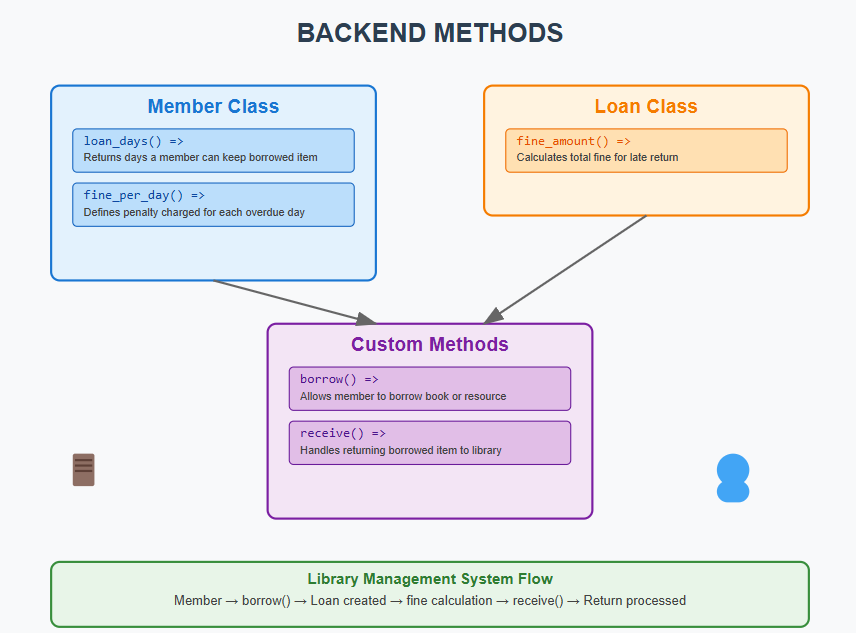 BACKEND METHODS
Member Class
loan_days() =>
Returns days a member can keep borrowed item
fine_per_day() =>
Defines penalty charged for each overdue day
Loan Class
fine_amount() =>
Calculates total fine for late return
Custom Methods
borrow() =>
Allows member to borrow book or resource
receive() =>
Handles returning borrowed item to library
Library Management System Flow
Member → borrow() → Loan created → fine calculation → receive() → Return processed